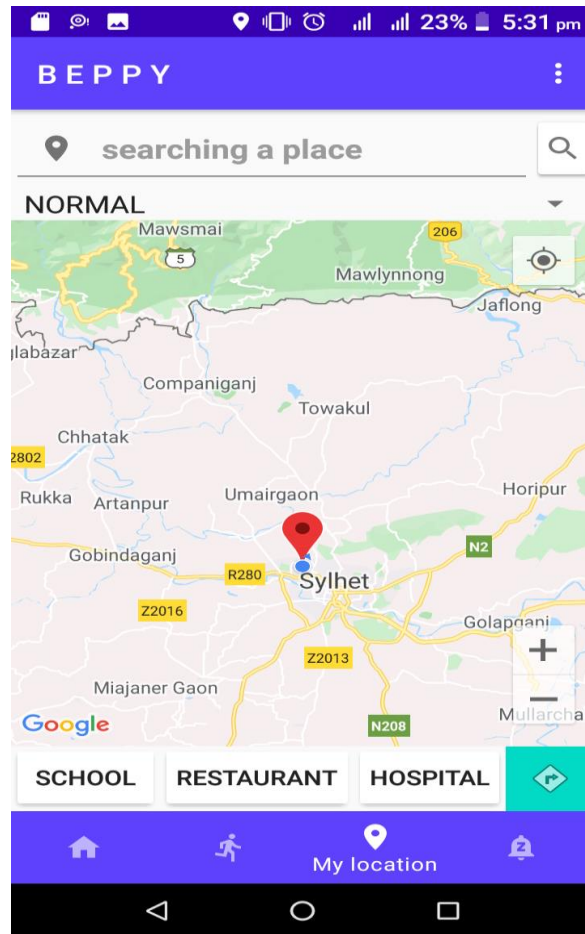 23% 5:31 pm
BEPPY
searching a place
NORMAL
Mawsmai
206
5
Mawlynnong
Jaflong
glabazar
Companiganj
Towakul
Chhatak
2802
Rukka
Artanpur
Umairgaon
Horipur
Gobindaganj
N2
R280
Sylhet
Z2016
Golapganj
Z2013
Miajaner Gaon
Google
N208
Mullarcha
SCHOOL
RESTAURANT
HOSPITAL
My location